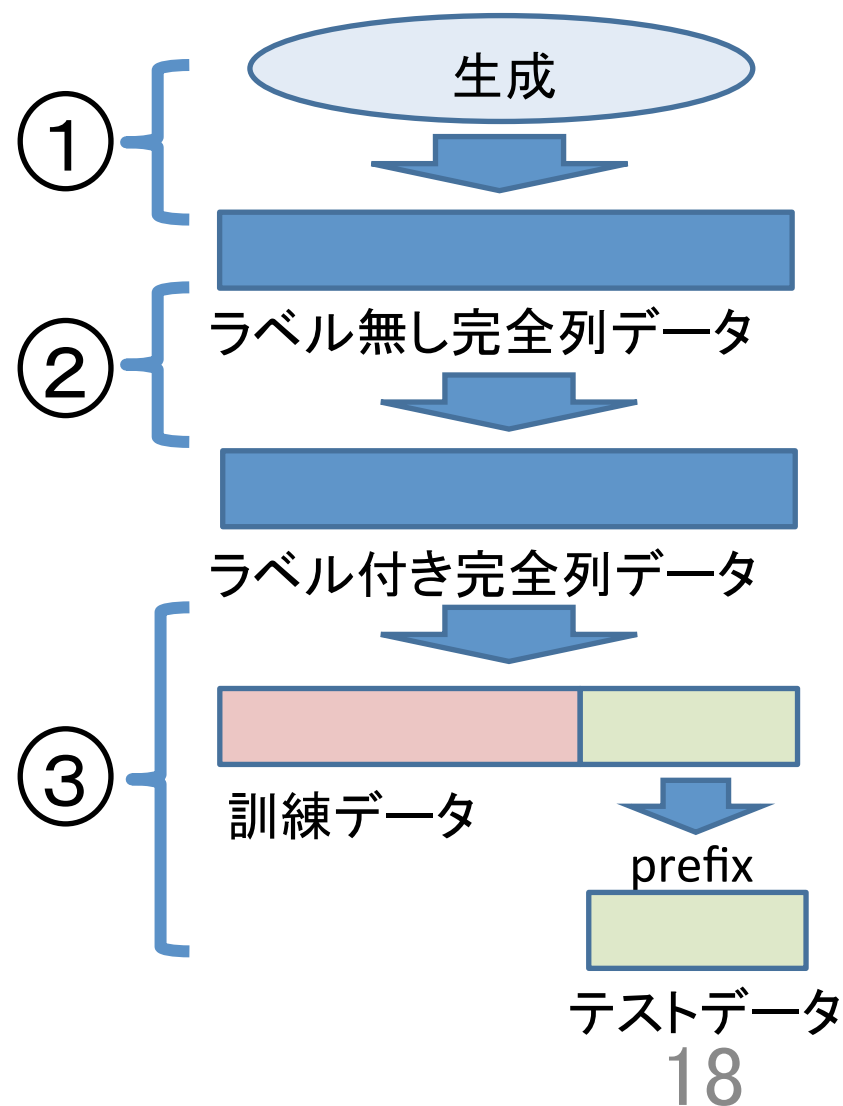 生成
①
ラベル無し完全列データ
②
ラベル付き完全列データ
③
訓練データ
prefix
テストデータ
18